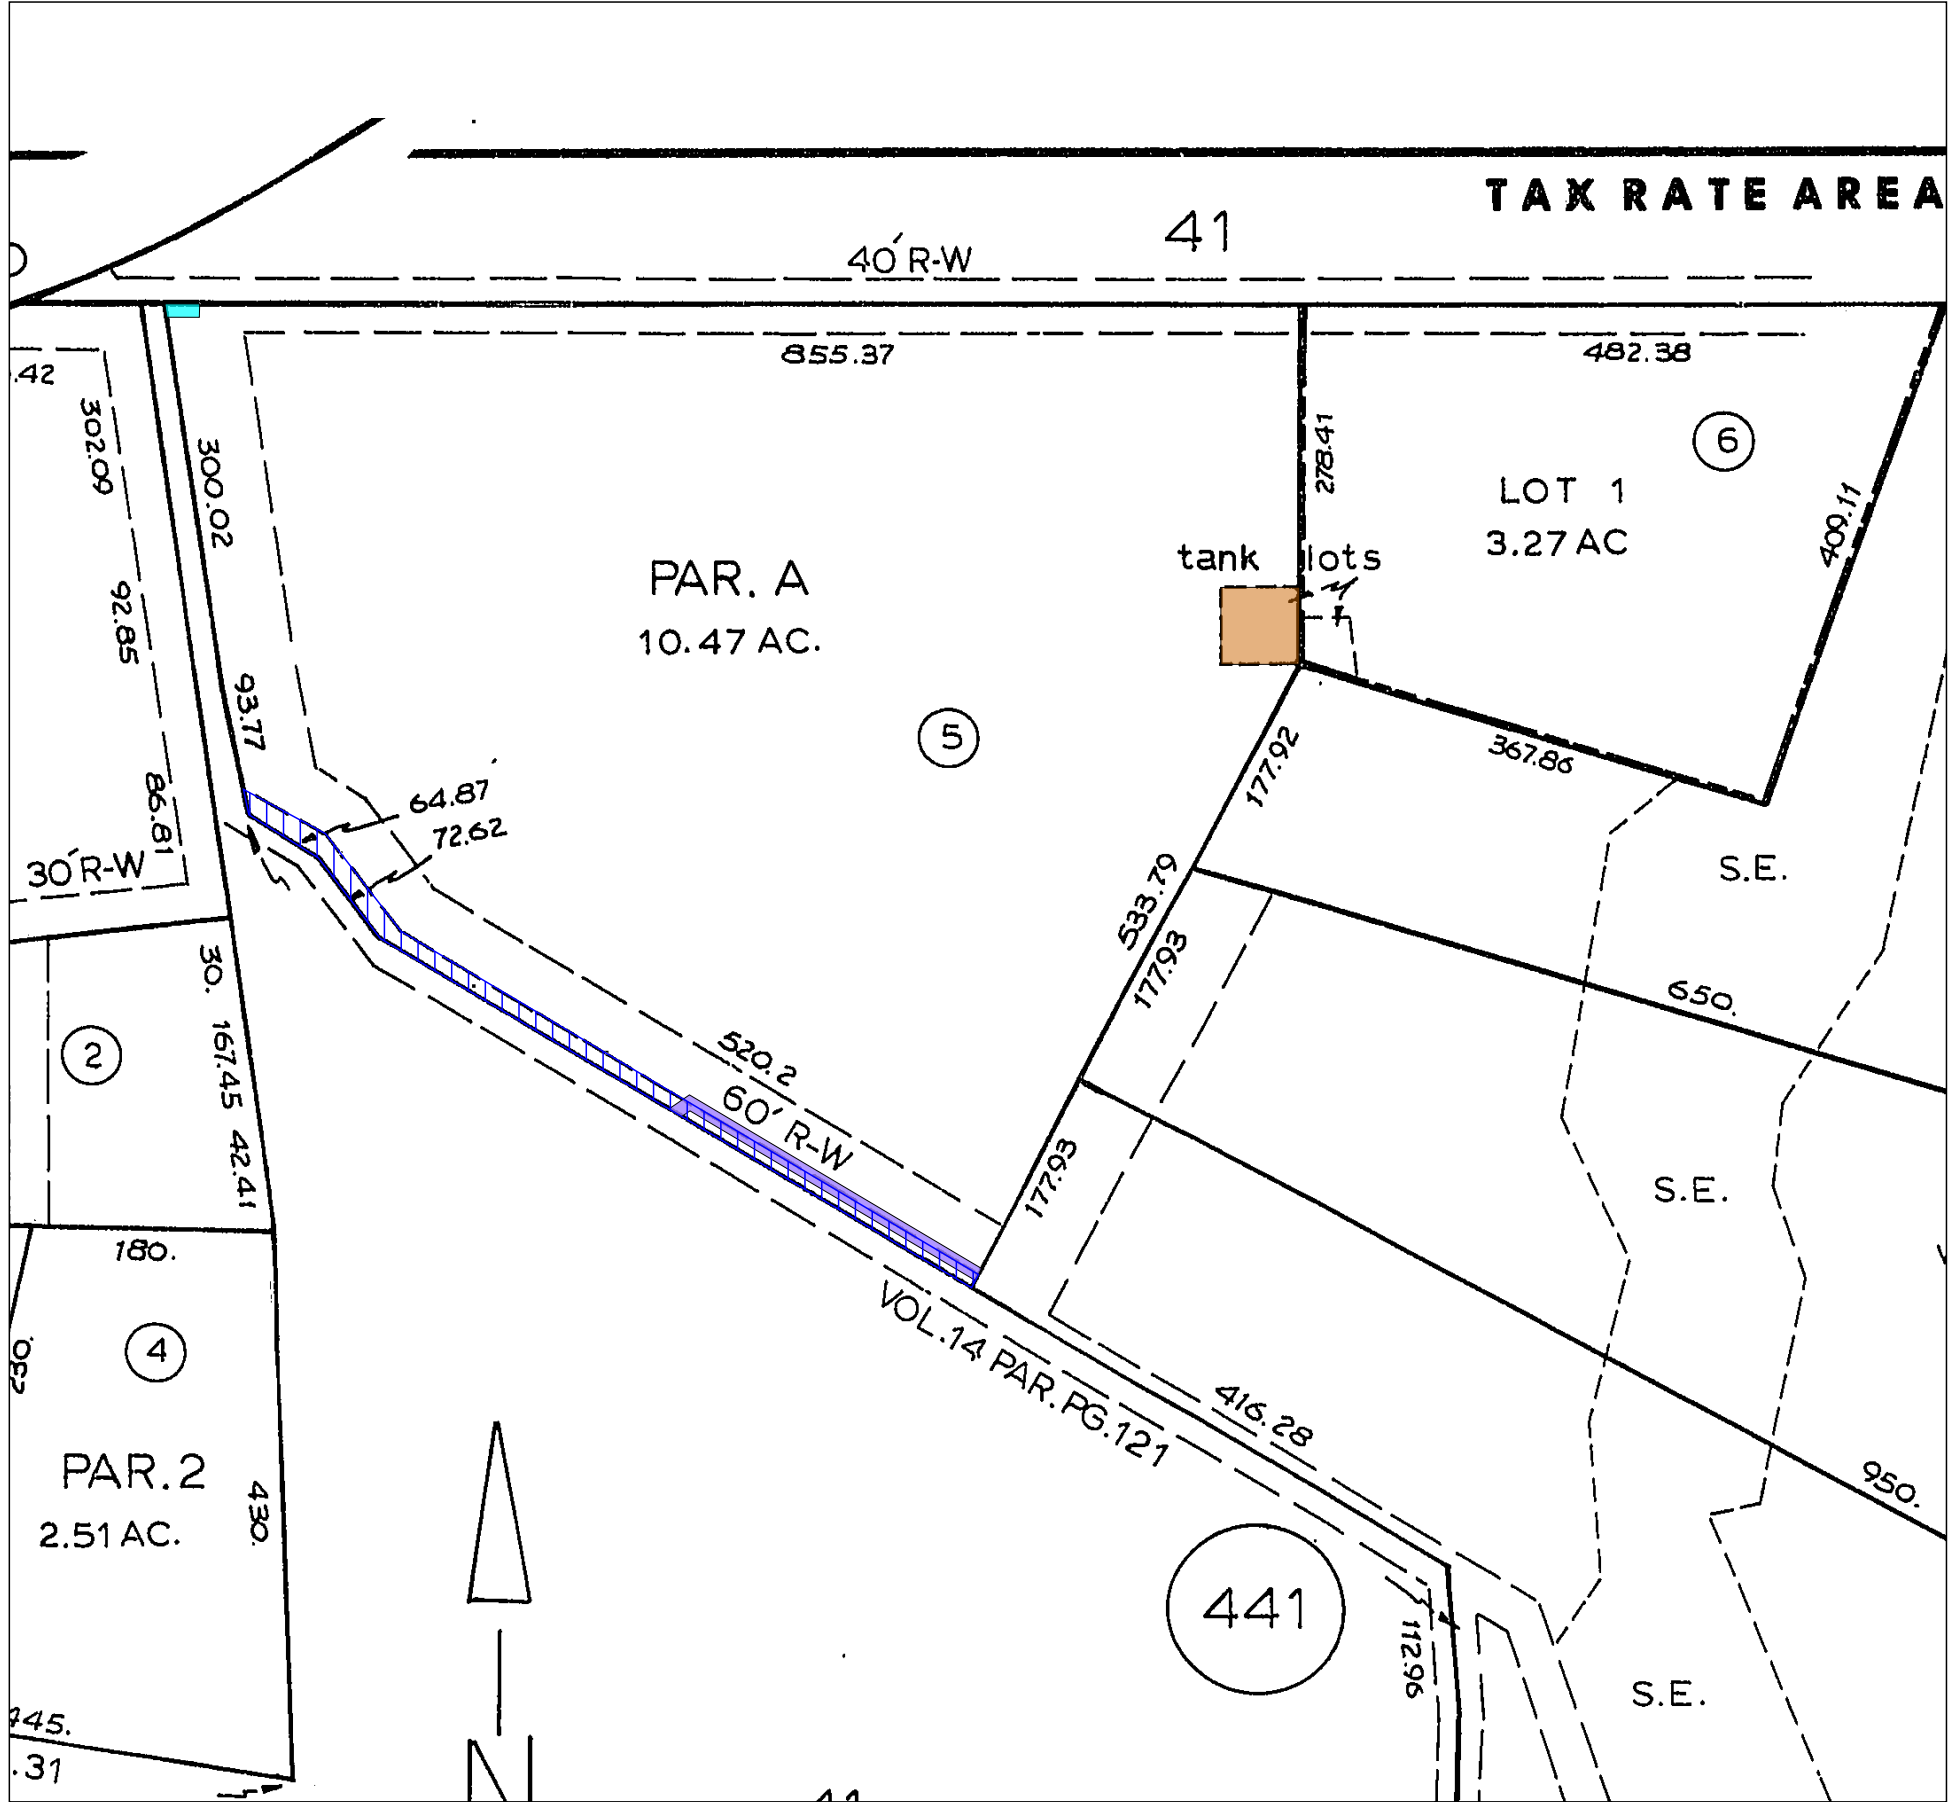 TAX RATE AREA
41
40' R-W
855.37
482.38
.42
302.09
300.02
278.41
6
LOT 1
3.27 AC
409.11
tank lots
PAR. A
10.47 AC.
92.85
93.77
5
177.92
367.86
64.87
72.62
86.81
30' R-W
S.E.
533.79
177.93
30.
650.
167.45
2
520.2
60' R-W
42.41
177.93
S.E.
180.
VOL.14 PAR.PG.121
4
416.28
PAR.2
2.51 AC.
430.
950.
441
112.96
S.E.
445.
.31
N
41